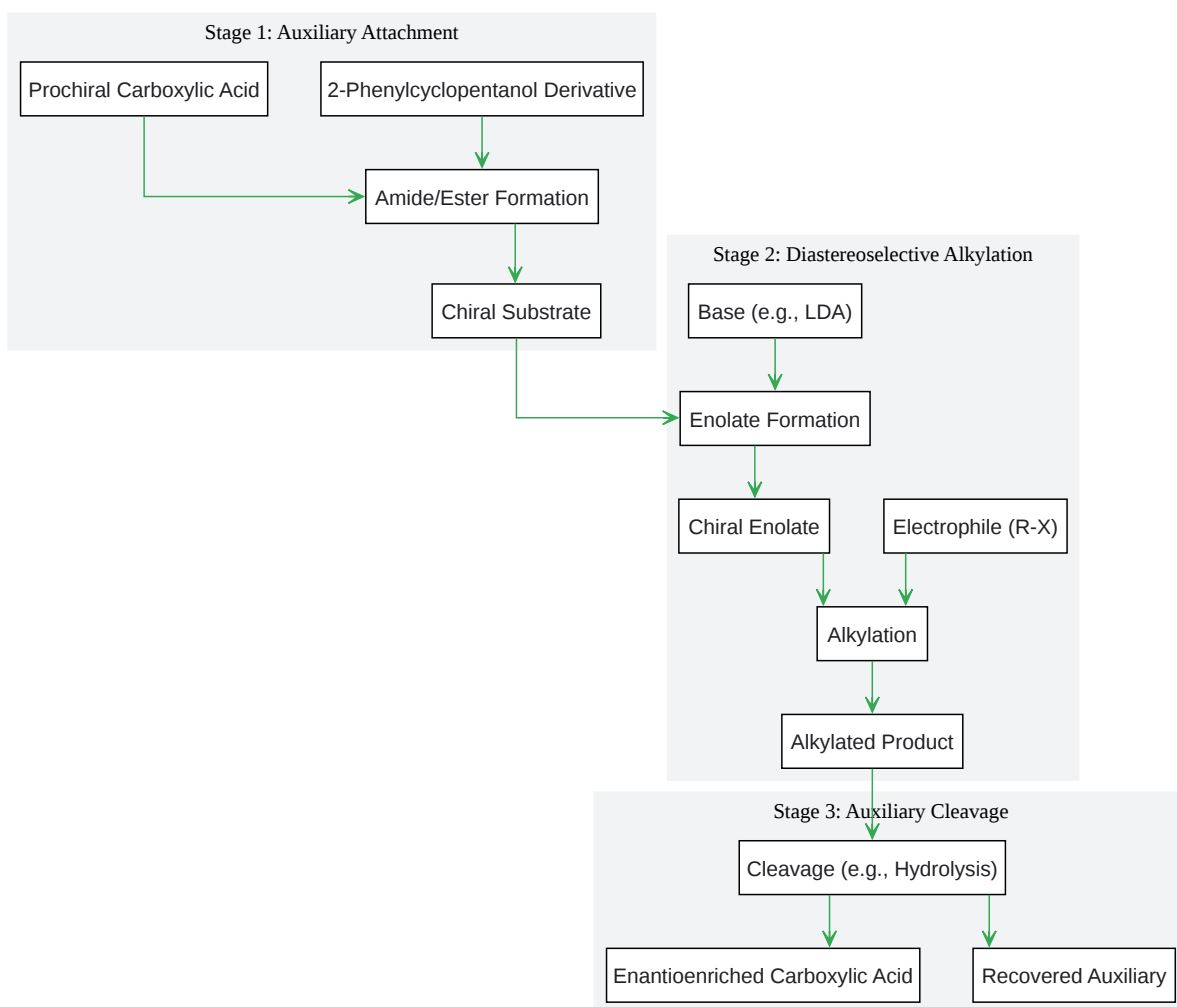 Stage 1: Auxiliary Attachment
Prochiral Carboxylic Acid
2-Phenylcyclopentanol Derivative
Amide/Ester Formation
Chiral Substrate
Stage 2: Diastereoselective Alkylation
Base (e.g., LDA)
Enolate Formation
Chiral Enolate
Electrophile (R-X)
Alkylation
Alkylated Product
Stage 3: Auxiliary Cleavage
Cleavage (e.g., Hydrolysis)
Enantioenriched Carboxylic Acid
Recovered Auxiliary